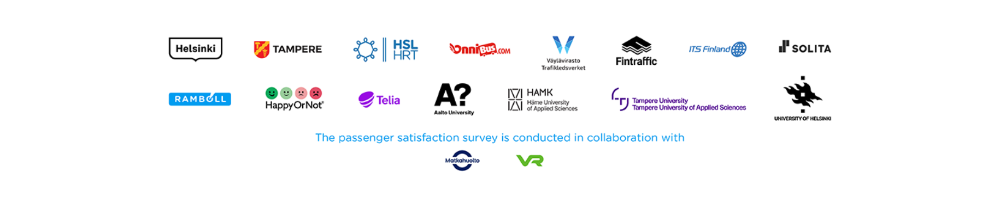 Helsinki
TAMPERE
HSL
HRT
OnniBus.COM
Väylävirasto
Trafikledsverket
Fintraffic
ITS Finland
SOLITA
RAMBOLL
HappyOrNot®
Telia
A?
Aalto University
HAMK
Häme University
of Applied Sciences
Tampere University
Tampere University of Applied Sciences
UNIVERSITY OF HELSINKI
The passenger satisfaction survey is conducted in collaboration with
Matkahuolto
VR